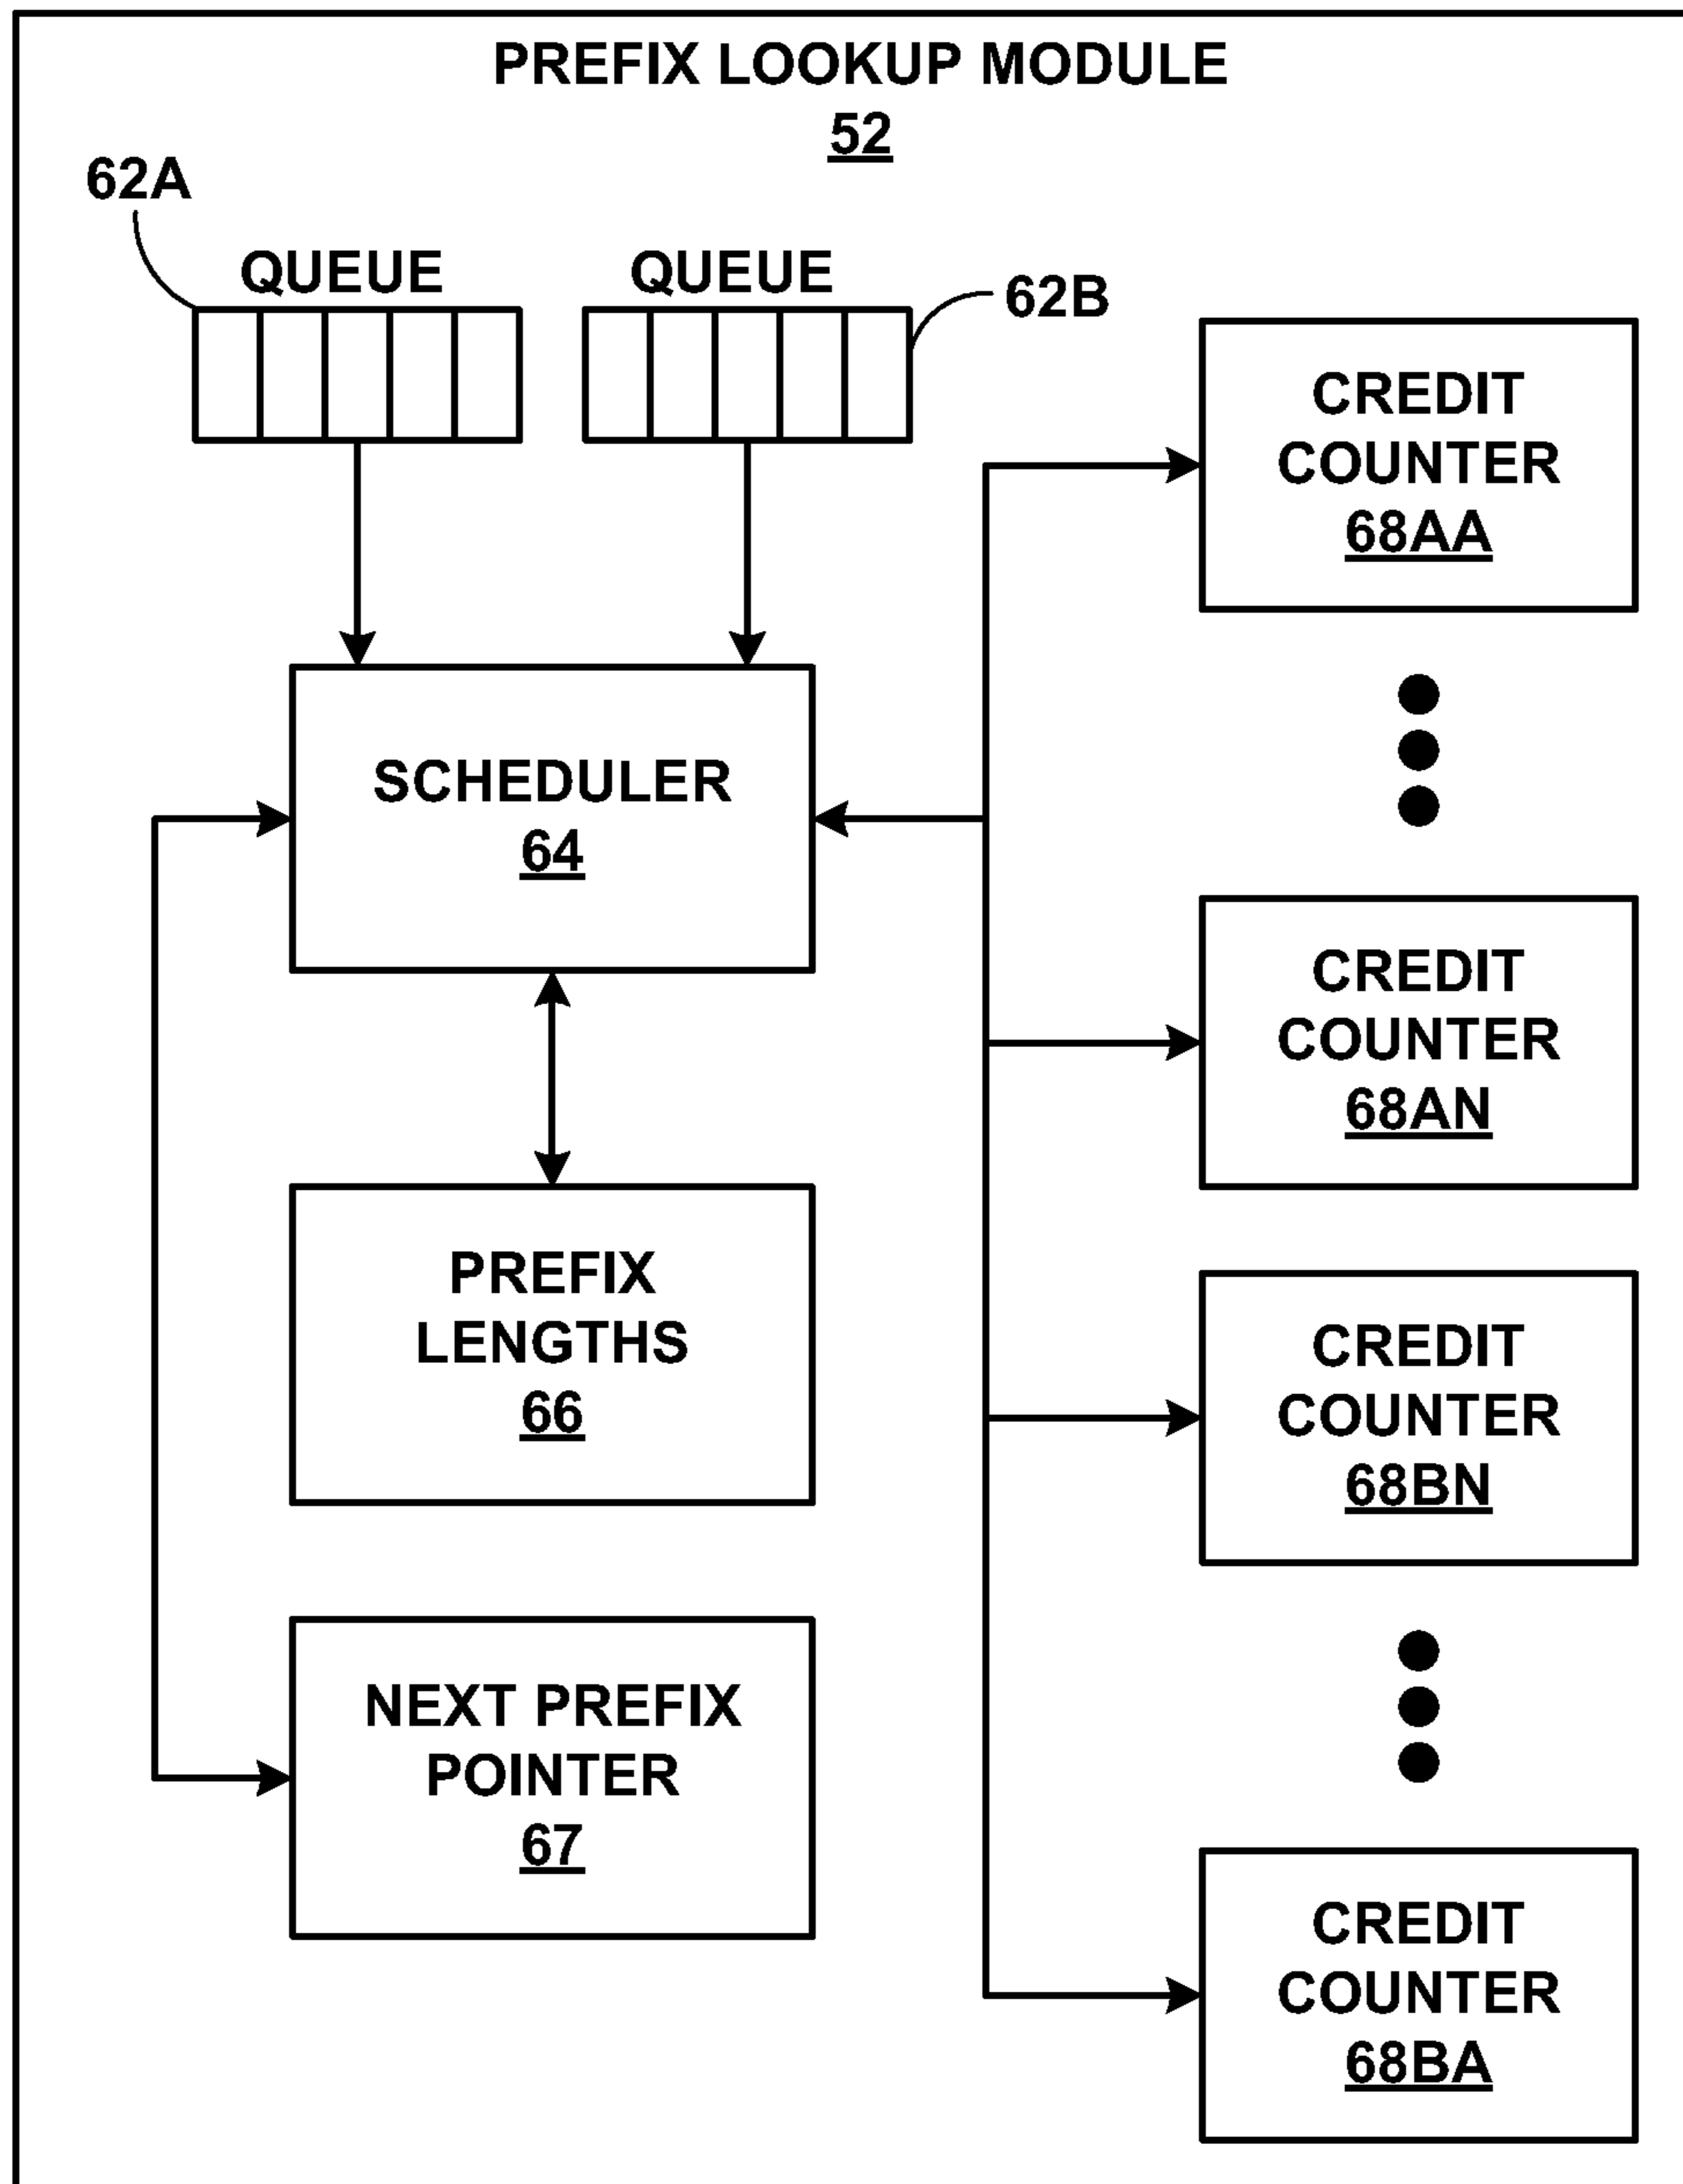 PREFIX LOOKUP MODULE
52
62A
QUEUE
QUEUE
62B
SCHEDULER
64
PREFIX
LENGTHS
66
NEXT PREFIX
POINTER
67
CREDIT
COUNTER
68AA
CREDIT
COUNTER
68AN
CREDIT
COUNTER
68BN
CREDIT
COUNTER
68BA